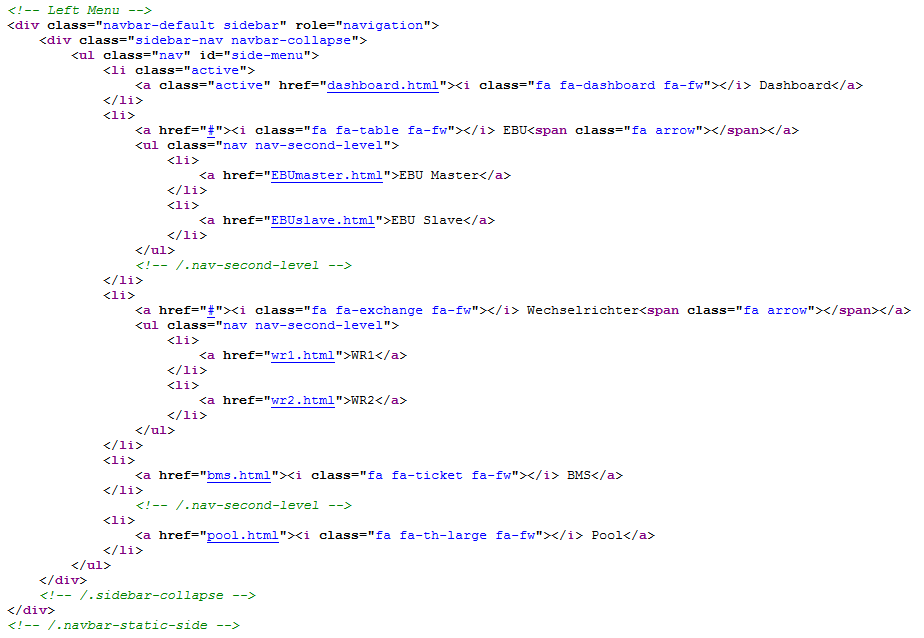 <!-- Left Menu -->
<div class="navbar-default sidebar" role="navigation">
    <div class="sidebar-nav navbar-collapse">
        <ul class="nav" id="side-menu">
            <li class="active">
                <a class="active" href="dashboard.html"><i class="fa fa-dashboard fa-fw"></i> Dashboard</a>
            </li>
            <li>
                <a href="#"><i class="fa fa-table fa-fw"></i> EBU<span class="fa arrow"></span></a>
                <ul class="nav nav-second-level">
                    <li>
                        <a href="EBUmaster.html">EBU Master</a>
                    </li>
                    <li>
                        <a href="EBUslave.html">EBU Slave</a>
                    </li>
                </ul>
                <!-- /.nav-second-level -->
            </li>
            <li>
                <a href="#"><i class="fa fa-exchange fa-fw"></i> Wechselrichter<span class="fa arrow"></span></a>
                <ul class="nav nav-second-level">
                    <li>
                        <a href="wr1.html">WR1</a>
                    </li>
                    <li>
                        <a href="wr2.html">WR2</a>
                    </li>
                </ul>
            </li>
            <li>
                <a href="bms.html"><i class="fa fa-ticket fa-fw"></i> BMS</a>
            </li>
                <!-- /.nav-second-level -->
            <li>
                <a href="pool.html"><i class="fa fa-th-large fa-fw"></i> Pool</a>
            </li>
        </ul>
    </div>
    <!-- /.sidebar-collapse -->
</div>
<!-- /.navbar-static-side -->